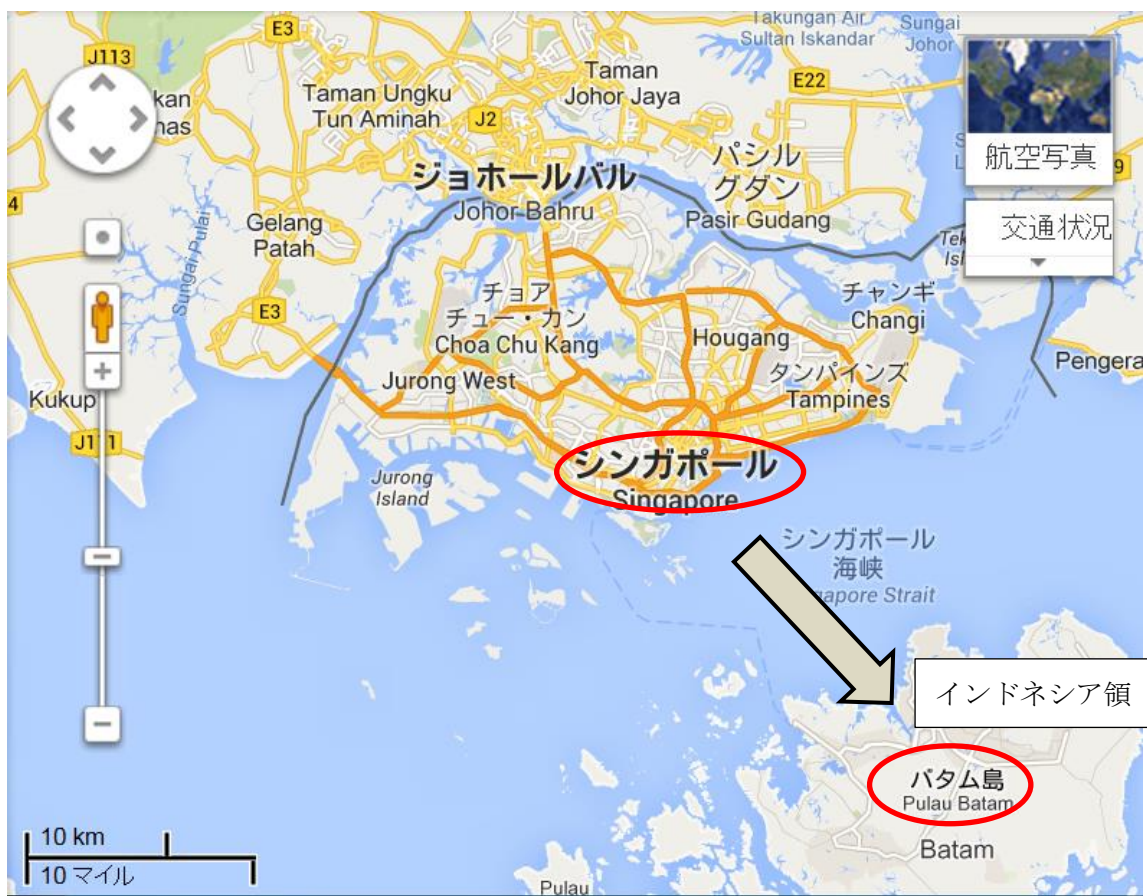 Takungan Air
Sultan Iskandar
Sungai
Johor
E3
J113
Taman
Johor Jaya
E22
Taman Ungku
Tun Aminah
kan
nas
J2
航空写真
パシル
グダン
Pasir Gudang
9
ジョホールバル
Johor Bahru
4
Gelang
Patah
交通状況
Sungai Pulai
チョア
チュー・カン
Choa Chu Kang
チャンギ
Changi
E3
Hougang
Jurong West
タンパインズ
Tampines
Pengera
Kukup
J111
シンガポール
Singapore
Jurong
Island
シンガポール
海峡
gapore Strait
インドネシア領
バタム島
Pulau Batam
Batam
10 km
10 マイル
Pulau